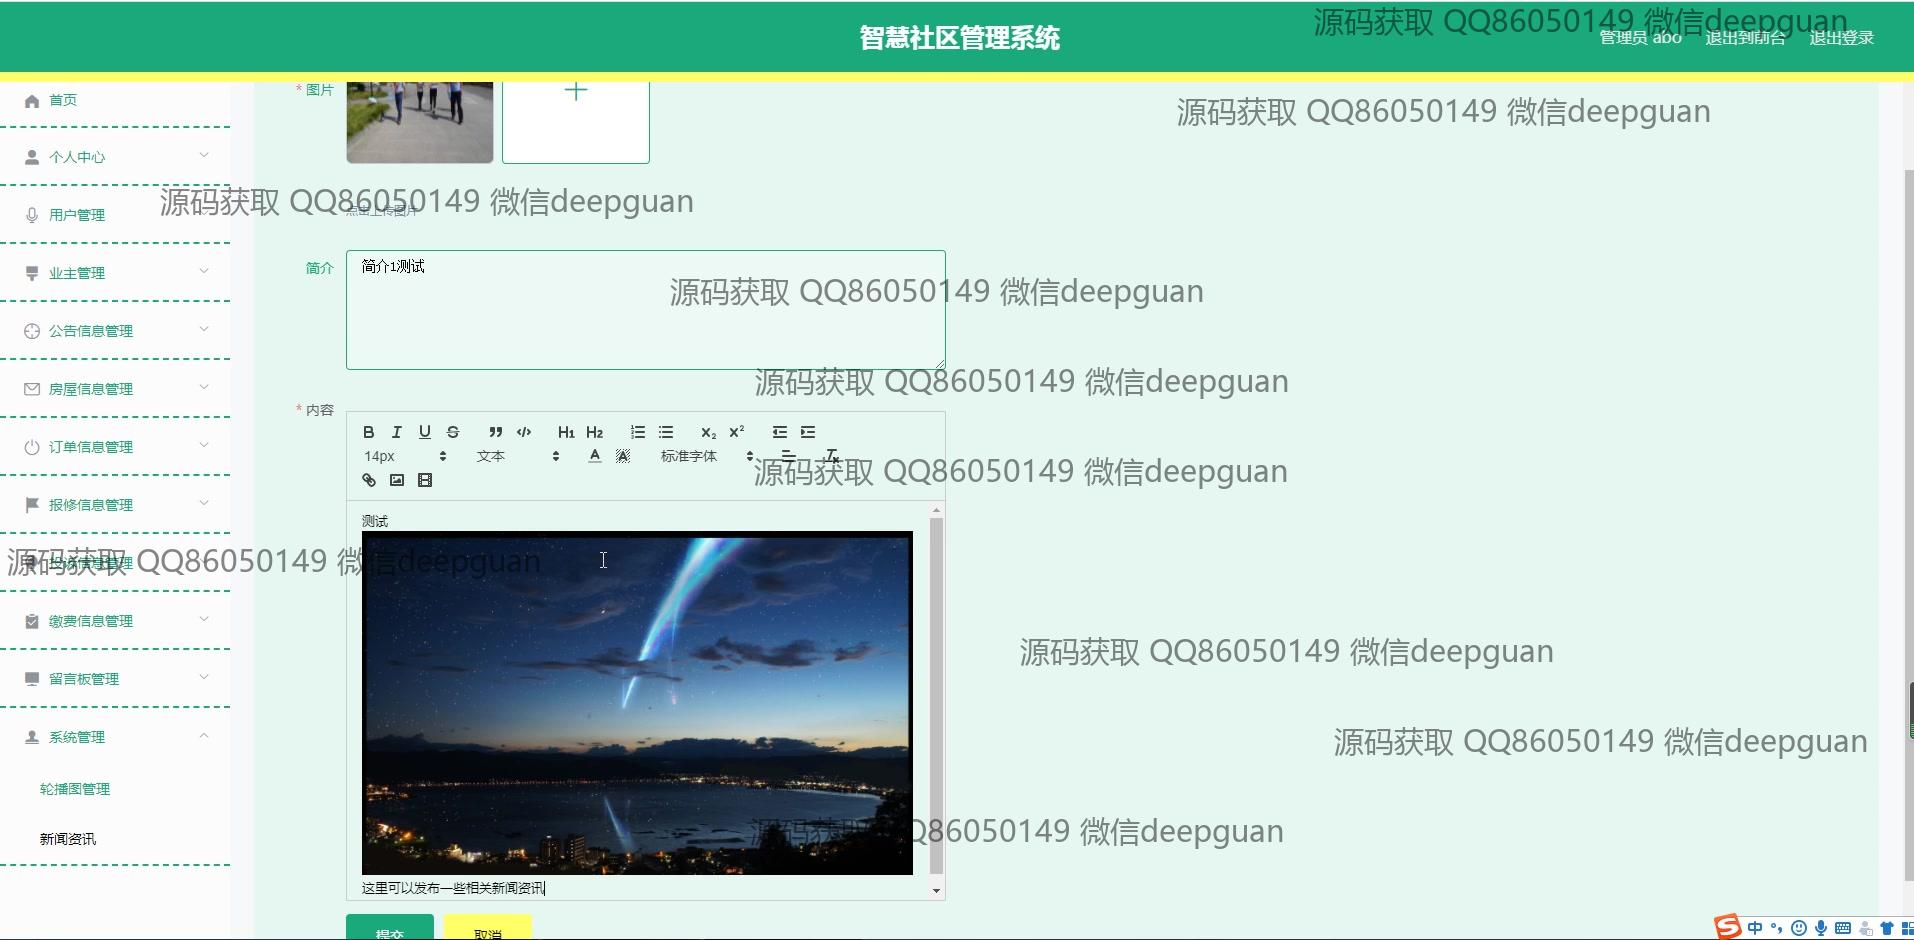 智慧社区管理系统
源码获取 QQ86050149 微信deepguan
管理员 abo 退出到前台 退出登录
首页
* 图片
源码获取 QQ86050149 微信deepguan
个人中心
源码获取 QQ86050149 微信deepguan
点击上传图片
用户管理
简介
简介1测试
业主管理
源码获取 QQ86050149 微信deepguan
公告信息管理
源码获取 QQ86050149 微信deepguan
房屋信息管理
* 内容
B I U S H1 H2 X2 X2
订单信息管理
14px 文本 A A 标准字体
源码获取 QQ86050149 微信deepguan
报修信息管理
测试
投诉信息管理
源码获取 QQ86050149 微信deepguan
缴费信息管理
源码获取 QQ86050149 微信deepguan
留言板管理
系统管理
源码获取 QQ86050149 微信deepguan
轮播图管理
新闻资讯
源码获取 QQ86050149 微信deepguan
这里可以发布一些相关新闻资讯
提交 取消
中